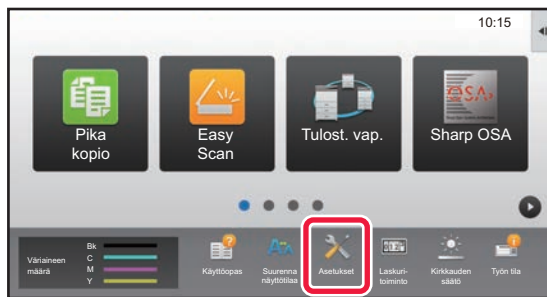 10:15
Pika
kopio
Easy
Scan
Tulost. vap.
OSA
Sharp OSA
Väriaineen
määrä
Bk
C
M
Y
Käyttöopas
Suurenna
näyttötilaa
Asetukset
Laskuri-
toiminto
Kirkkauden
säätö
Työn tila